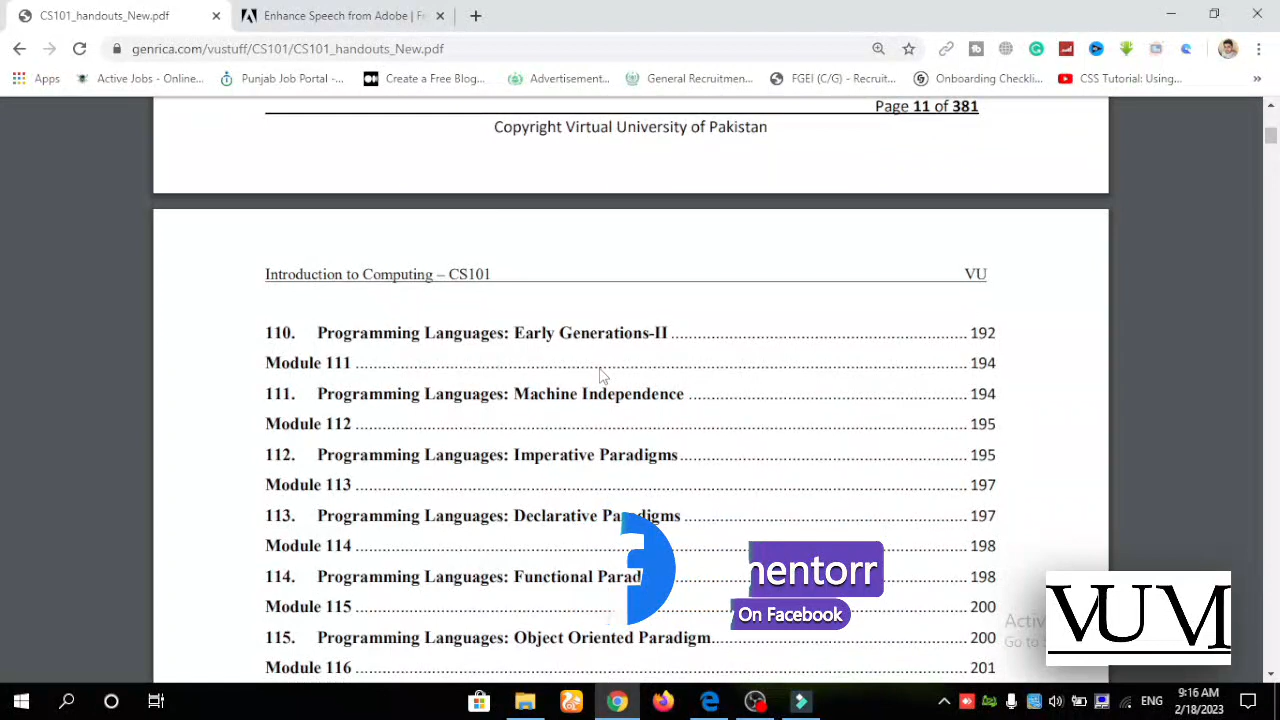 CS101_handouts_New.pdf
Enhance Speech from Adobe | Fr
genrica.com/vustuff/CS101/CS101_handouts_New.pdf
Apps
Active Jobs - Online...
Punjab Job Portal -...
Create a Free Blog...
Advertisement...
General Recruitmen...
FGEI (C/G) - Recruit...
Onboarding Checkli...
CSS Tutorial: Using...
Page 11 of 381
Copyright Virtual University of Pakistan
Introduction to Computing – CS101 VU
110. Programming Languages: Early Generations-II 192
Module 111 194
111. Programming Languages: Machine Independence 194
Module 112 195
112. Programming Languages: Imperative Paradigms 195
Module 113 197
113. Programming Languages: Declarative Paradigms 197
Module 114 198
114. Programming Languages: Functional Parad 198
Module 115 200
115. Programming Languages: Object Oriented Paradigm 200
Module 116 201
mentorr
On Facebook
Activ
Go to S
VUM
ENG
9:16 AM
2/18/2023